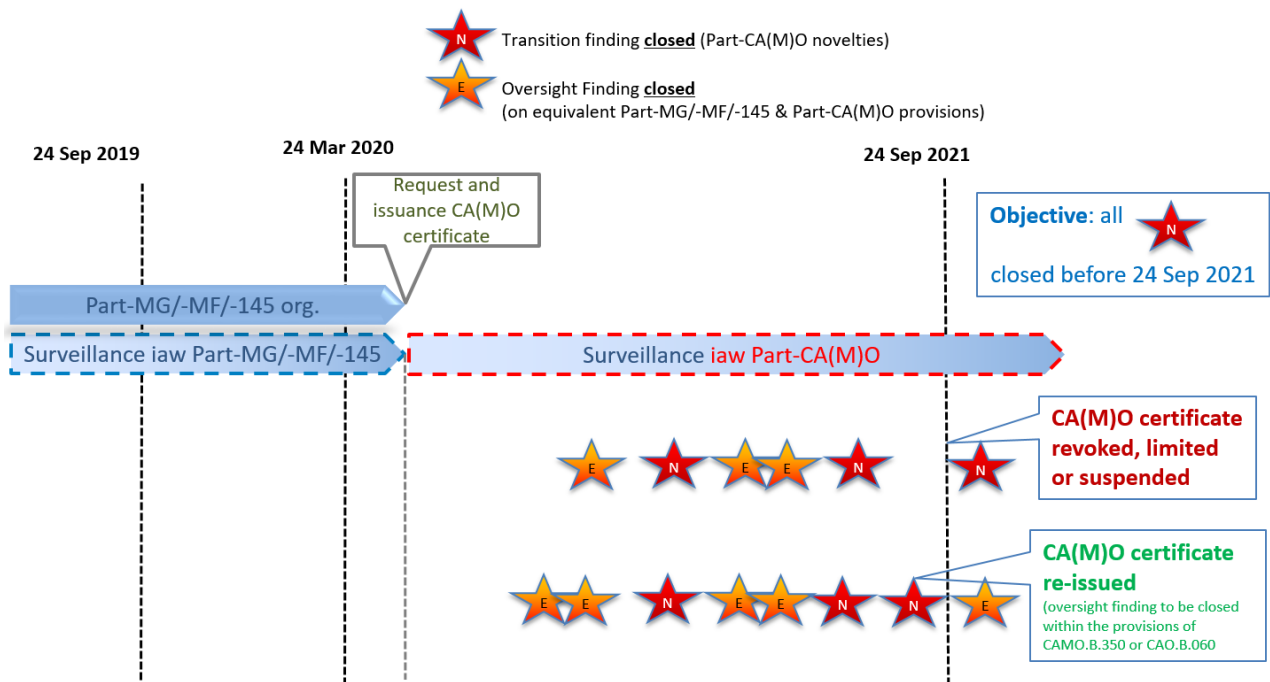 N
Transition finding closed (Part-CA(M)O novelties)
E
Oversight Finding closed
(on equivalent Part-MG/-MF/-145 & Part-CA(M)O provisions)
24 Sep 2019
24 Mar 2020
24 Sep 2021
Request and
issuance CA(M)O
certificate
Objective: all
N
closed before 24 Sep 2021
Part-MG/-MF/-145 org.
Surveillance iaw Part-MG/-MF/-145
Surveillance iaw Part-CA(M)O
CA(M)O certificate
revoked, limited
or suspended
E N E E N N
CA(M)O certificate
re-issued
(oversight finding to be closed
within the provisions of
CAMO.B.350 or CAO.B.060
E E N E E N N E